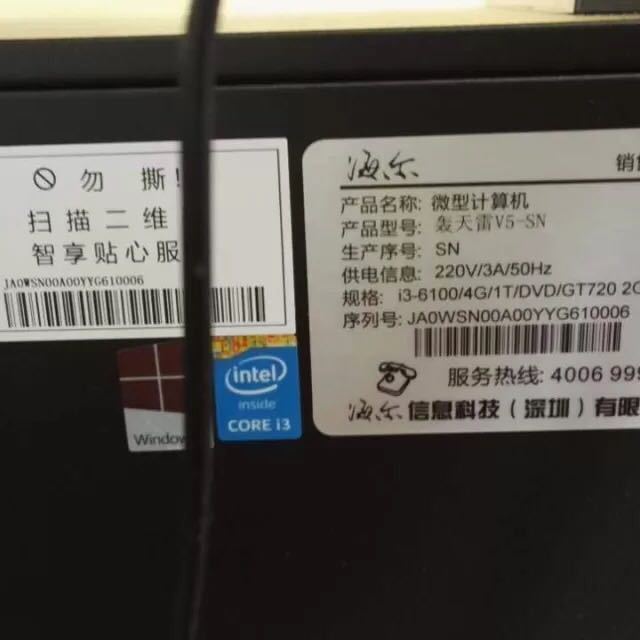 勿 撕!
扫描二维
智享贴心服
JA0WSN00A00YYG610006
Window
intel
inside
CORE i3
海尔
销售
产品名称: 微型计算机
产品型号: 轰天雷V5-SN
生产序号: SN
供电信息: 220V/3A/50Hz
规格: i3-6100/4G/1T/DVD/GT720 2G
序列号: JA0WSN00A00YYG610006
服务热线: 4006 999
海尔 信息科技(深圳)有限